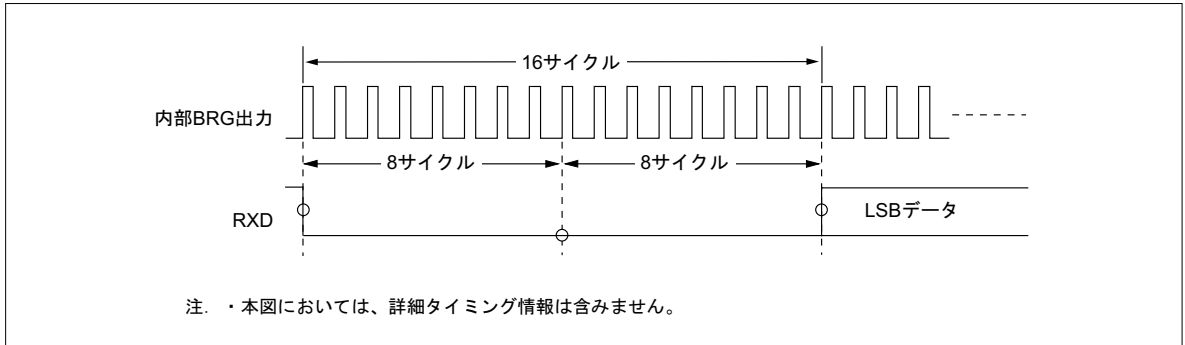 16サイクル
内部BRG出力
8サイクル
8サイクル
RXD
LSBデータ
注. ・本図においては、詳細タイミング情報は含みません。